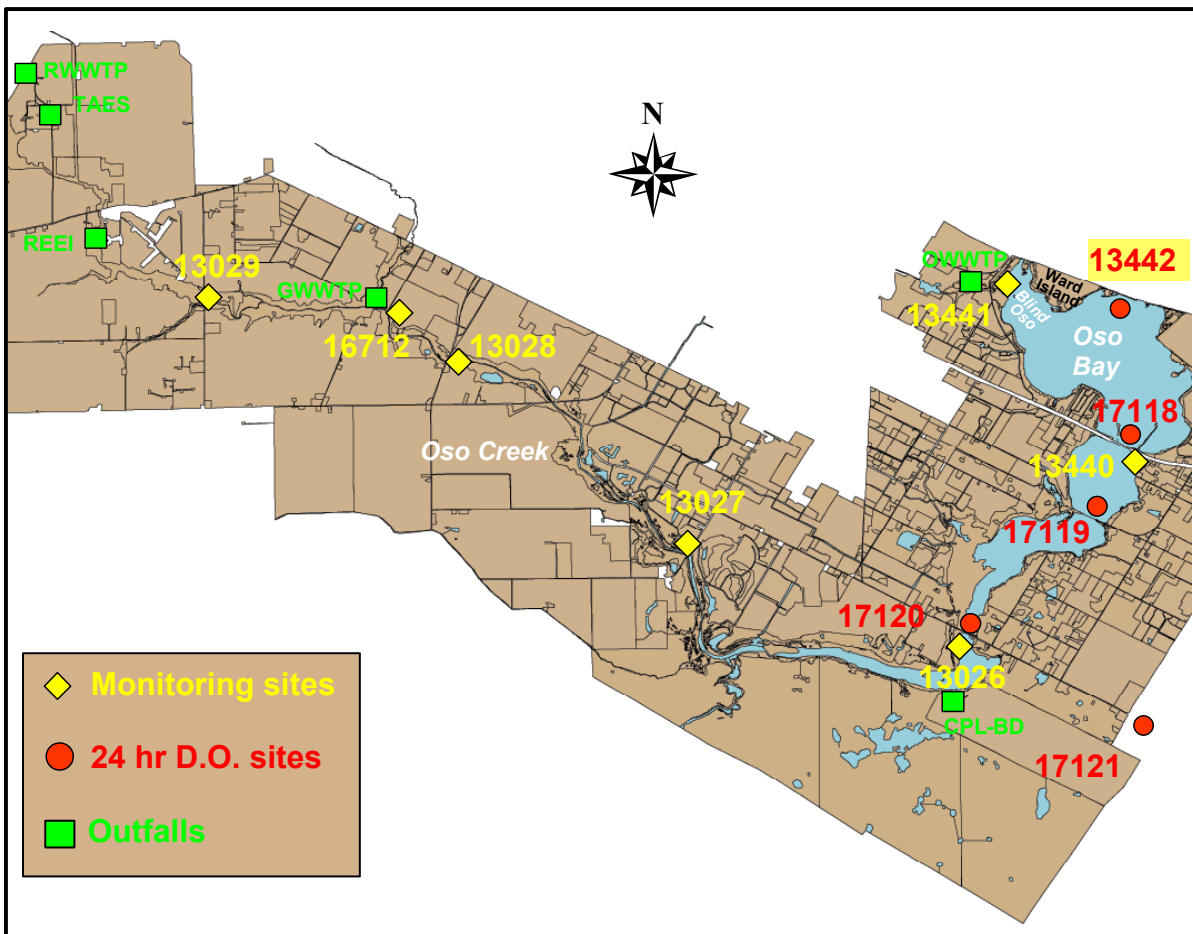 RWWTP
TAES
N
REEI
13029
GWWTP
16712
13028
OWWTP
Ward
Island
13442
13441
Blind
Oso
Oso
Bay
17118
13440
Oso Creek
13027
17119
17120
13026
CPL-BD
17121
Monitoring sites
24 hr D.O. sites
Outfalls